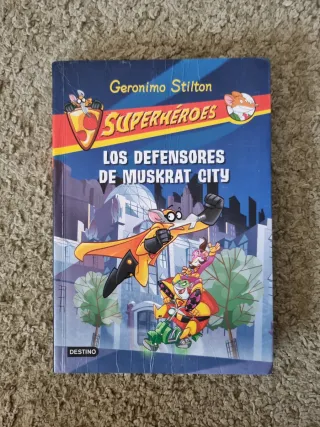 Geronimo Stilton
SUPERHÉROES
LOS DEFENSORES
DE MUSKRAT CITY
DESTINO